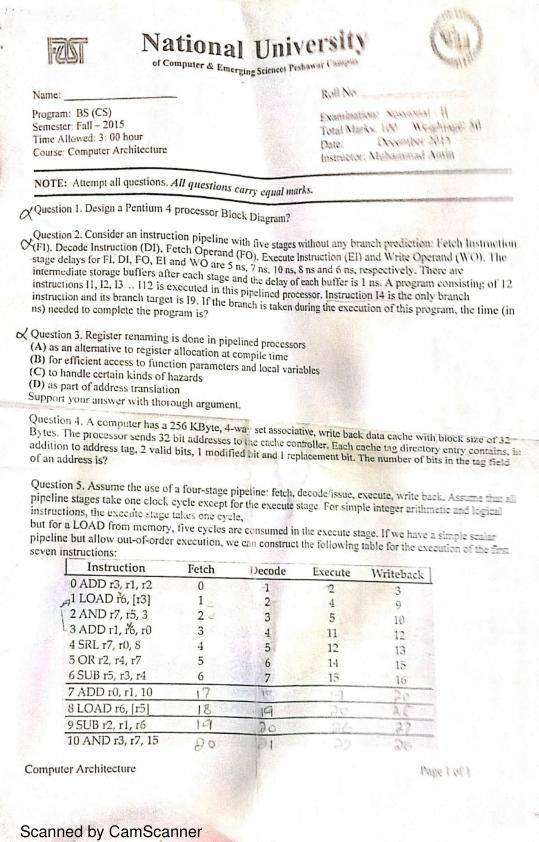 FAST
National University
of Computer & Emerging Sciences Peshawar Campus
Name:
Roll No
Program: BS (CS)
Semester: Fall – 2015
Time Allowed: 3: 00 hour
Course: Computer Architecture
Examination:
Total Marks: 100
Date: December 2015
Instructor: Muhammad
NOTE: Attempt all questions. All questions carry equal marks.
Question 1. Design a Pentium 4 processor Block Diagram?
Question 2. Consider an instruction pipeline with five stages without any branch prediction: Fetch Instruction
(FI), Decode Instruction (DI), Fetch Operand (FO), Execute Instruction (EI) and Write Operand (WO). The
stage delays for FI, DI, FO, EI and WO are 5 ns, 7 ns, 10 ns, 8 ns and 6 ns, respectively. There are
intermediate storage buffers after each stage and the delay of each buffer is 1 ns. A program consisting of 12
instructions I1, I2, I3 .. I12 is executed in this pipelined processor. Instruction I4 is the only branch
instruction and its branch target is I9. If the branch is taken during the execution of this program, the time (in
ns) needed to complete the program is?
Question 3. Register renaming is done in pipelined processors
(A) as an alternative to register allocation at compile time
(B) for efficient access to function parameters and local variables
(C) to handle certain kinds of hazards
(D) as part of address translation
Support your answer with thorough argument.
Question 4. A computer has a 256 KByte, 4-way set associative, write back data cache with block size of 32
Bytes. The processor sends 32 bit addresses to the cache controller. Each cache tag directory entry contains, in
addition to address tag, 2 valid bits, 1 modified bit and 1 replacement bit. The number of bits in the tag field
of an address is?
Question 5. Assume the use of a four-stage pipeline: fetch, decode/issue, execute, write back. Assume that all
pipeline stages take one clock cycle except for the execute stage. For simple integer arithmetic and logical
instructions, the execute stage takes one cycle,
but for a LOAD from memory, five cycles are consumed in the execute stage. If we have a simple scalar
pipeline but allow out-of-order execution, we can construct the following table for the execution of the first
seven instructions:
Instruction Fetch Decode Execute Writeback
0 ADD r3, r1, r2 0 1 2 3
1 LOAD r6, [r3] 1 2 4 9
2 AND r7, r5, 3 2 3 5 10
3 ADD r1, r6, r0 3 4 11 12
4 SRL r7, r0, 8 4 5 12 13
5 OR r2, r4, r7 5 6 14 15
6 SUB r5, r3, r4 6 7 15 16
7 ADD r0, r1, 10 17 20
8 LOAD r6, [r5] 18 19 20
9 SUB r2, r1, r6 19 20 27
10 AND r3, r7, 15 20 21
Computer Architecture
Page 1 of 1
Scanned by CamScanner